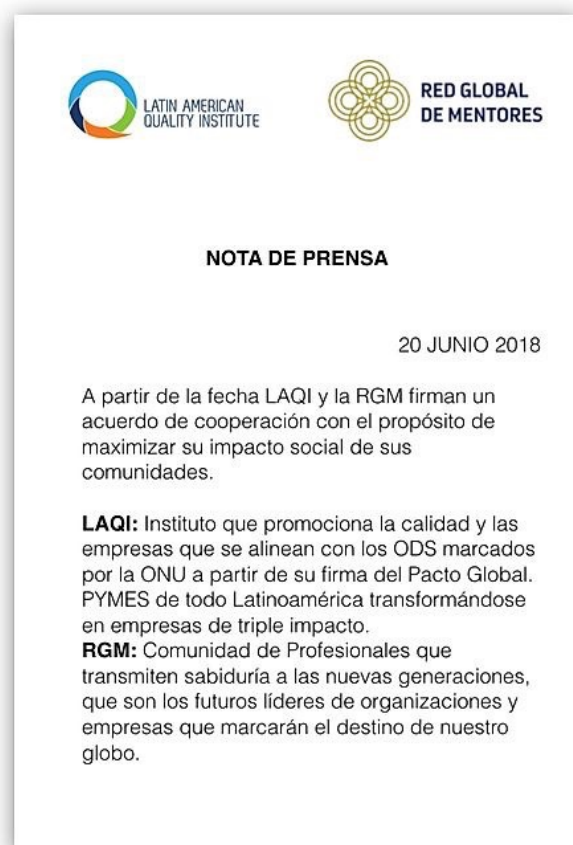 LATIN AMERICAN
QUALITY INSTITUTE
RED GLOBAL
DE MENTORES
NOTA DE PRENSA
20 JUNIO 2018
A partir de la fecha LAQI y la RGM firman un
acuerdo de cooperación con el propósito de
maximizar su impacto social de sus
comunidades.
LAQI: Instituto que promociona la calidad y las
empresas que se alinean con los ODS marcados
por la ONU a partir de su firma del Pacto Global.
PYMES de todo Latinoamérica transformándose
en empresas de triple impacto.
RGM: Comunidad de Profesionales que
transmiten sabiduría a las nuevas generaciones,
que son los futuros líderes de organizaciones y
empresas que marcarán el destino de nuestro
globo.